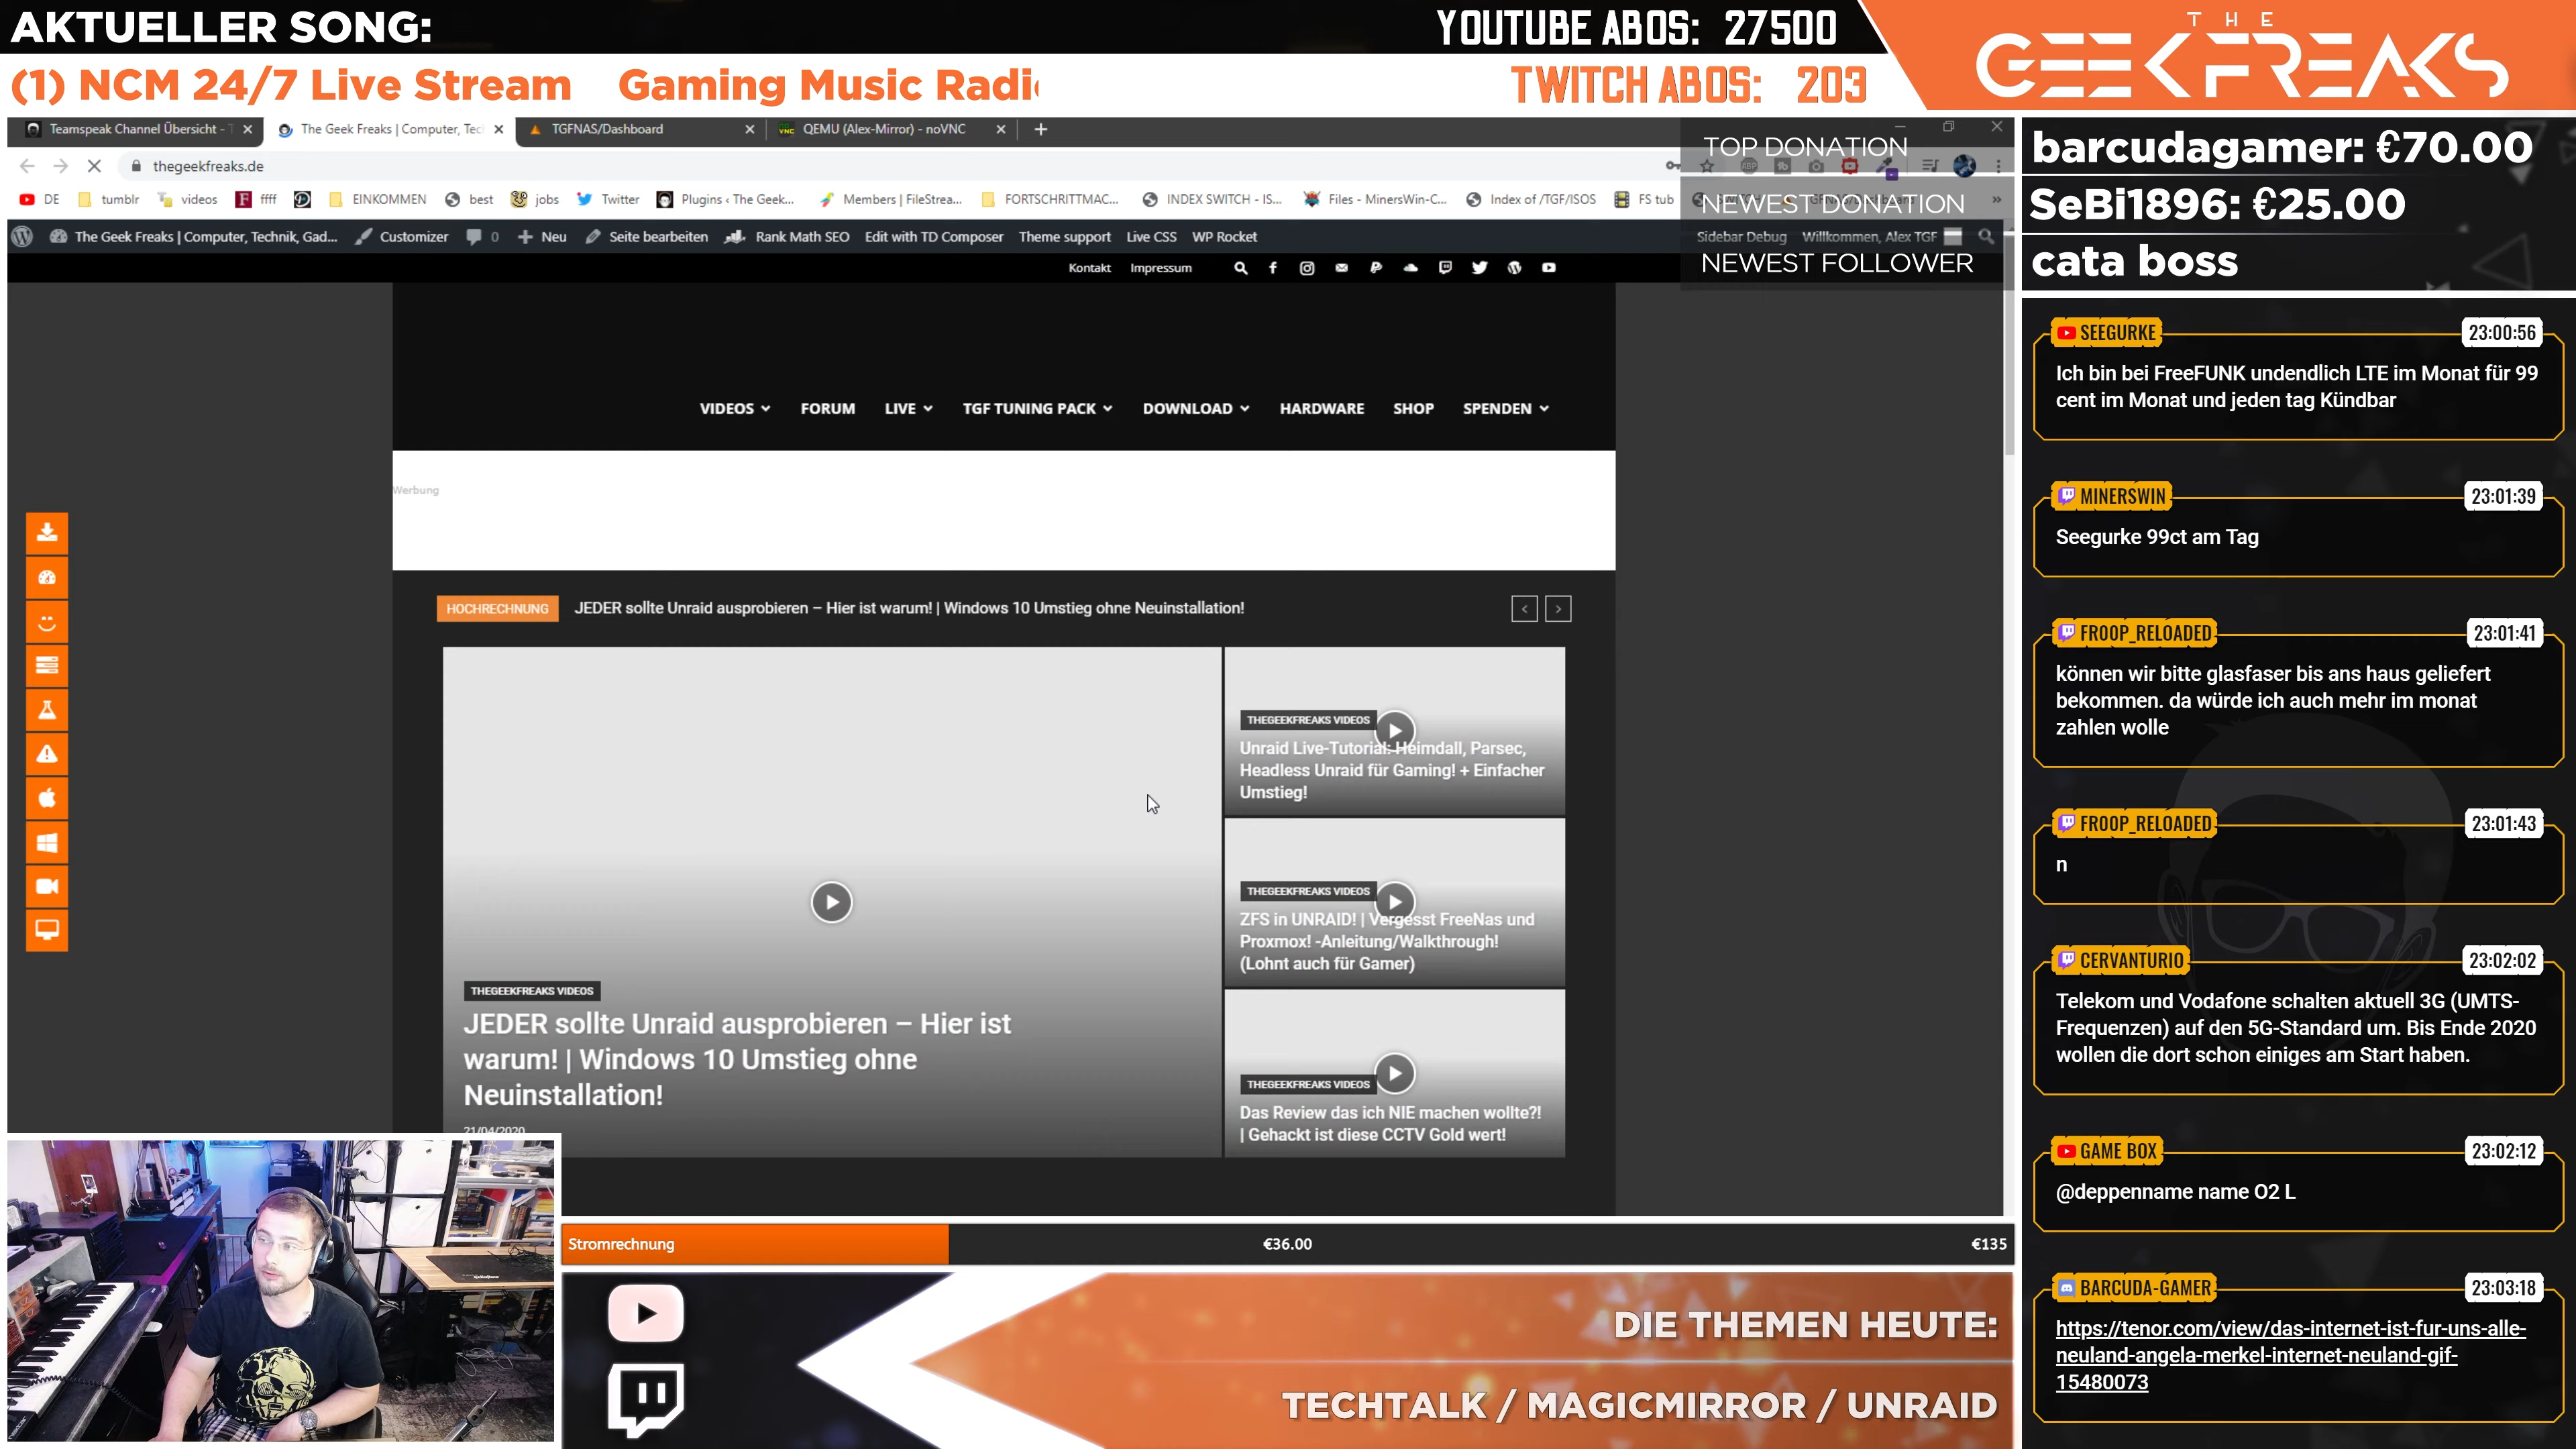 AKTUELLER SONG:
(1) NCM 24/7 Live Stream Gaming Music Radi
YOUTUBE ABOS: 27500
TWITCH ABOS: 203
THE
GEEKFREAKS
Teamspeak Channel Übersicht -
The Geek Freaks | Computer, Tec
TGFNAS/Dashboard
QEMU (Alex-Mirror) - noVNC
thegeekfreaks.de
DE tumblr videos ffff EINKOMMEN best jobs Twitter Plugins ‹ The Geek... Members | FileStrea... FORTSCHRITTMAC... INDEX SWITCH - IS... Files - MinersWin-C... Index of /TGF/ISOS FS tub
TOP DONATION
barcudagamer: €70.00
NEWEST DONATION
SeBi1896: €25.00
NEWEST FOLLOWER
cata boss
The Geek Freaks | Computer, Technik, Gad... Customizer 0 Neu Seite bearbeiten Rank Math SEO Edit with TD Composer Theme support Live CSS WP Rocket Sidebar Debug Willkommen, Alex TGF
Kontakt Impressum
VIDEOS FORUM LIVE TGF TUNING PACK DOWNLOAD HARDWARE SHOP SPENDEN
Werbung
HOCHRECHNUNG JEDER sollte Unraid ausprobieren – Hier ist warum! | Windows 10 Umstieg ohne Neuinstallation!
THEGEEKFREAKS VIDEOS
JEDER sollte Unraid ausprobieren – Hier ist
warum! | Windows 10 Umstieg ohne
Neuinstallation!
21/04/2020
THEGEEKFREAKS VIDEOS
Unraid Live-Tutorial: Heimdall, Parsec,
Headless Unraid für Gaming! + Einfacher
Umstieg!
THEGEEKFREAKS VIDEOS
ZFS in UNRAID! | Vergesst FreeNas und
Proxmox! -Anleitung/Walkthrough!
(Lohnt auch für Gamer)
THEGEEKFREAKS VIDEOS
Das Review das ich NIE machen wollte?!
| Gehackt ist diese CCTV Gold wert!
Stromrechnung €36.00 €135
DIE THEMEN HEUTE:
TECHTALK / MAGICMIRROR / UNRAID
SEEGURKE 23:00:56
Ich bin bei FreeFUNK undendlich LTE im Monat für 99
cent im Monat und jeden tag Kündbar
MINERSWIN 23:01:39
Seegurke 99ct am Tag
FROOP_RELOADED 23:01:41
können wir bitte glasfaser bis ans haus geliefert
bekommen. da würde ich auch mehr im monat
zahlen wolle
FROOP_RELOADED 23:01:43
n
CERVANTURIO 23:02:02
Telekom und Vodafone schalten aktuell 3G (UMTS-
Frequenzen) auf den 5G-Standard um. Bis Ende 2020
wollen die dort schon einiges am Start haben.
GAME BOX 23:02:12
@deppenname name O2 L
BARCUDA-GAMER 23:03:18
https://tenor.com/view/das-internet-ist-fur-uns-alle-
neuland-angela-merkel-internet-neuland-gif-
15480073